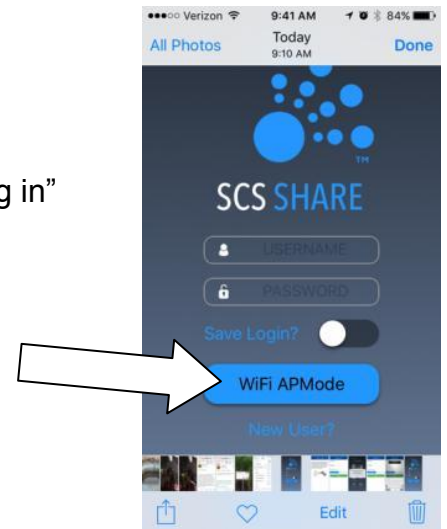 ●●●○○ Verizon 9:41 AM 84%
All Photos Today Done
9:10 AM
TM
SCS SHARE
g in”
USERNAME
PASSWORD
Save Login?
WiFi APMode
New User?
Edit